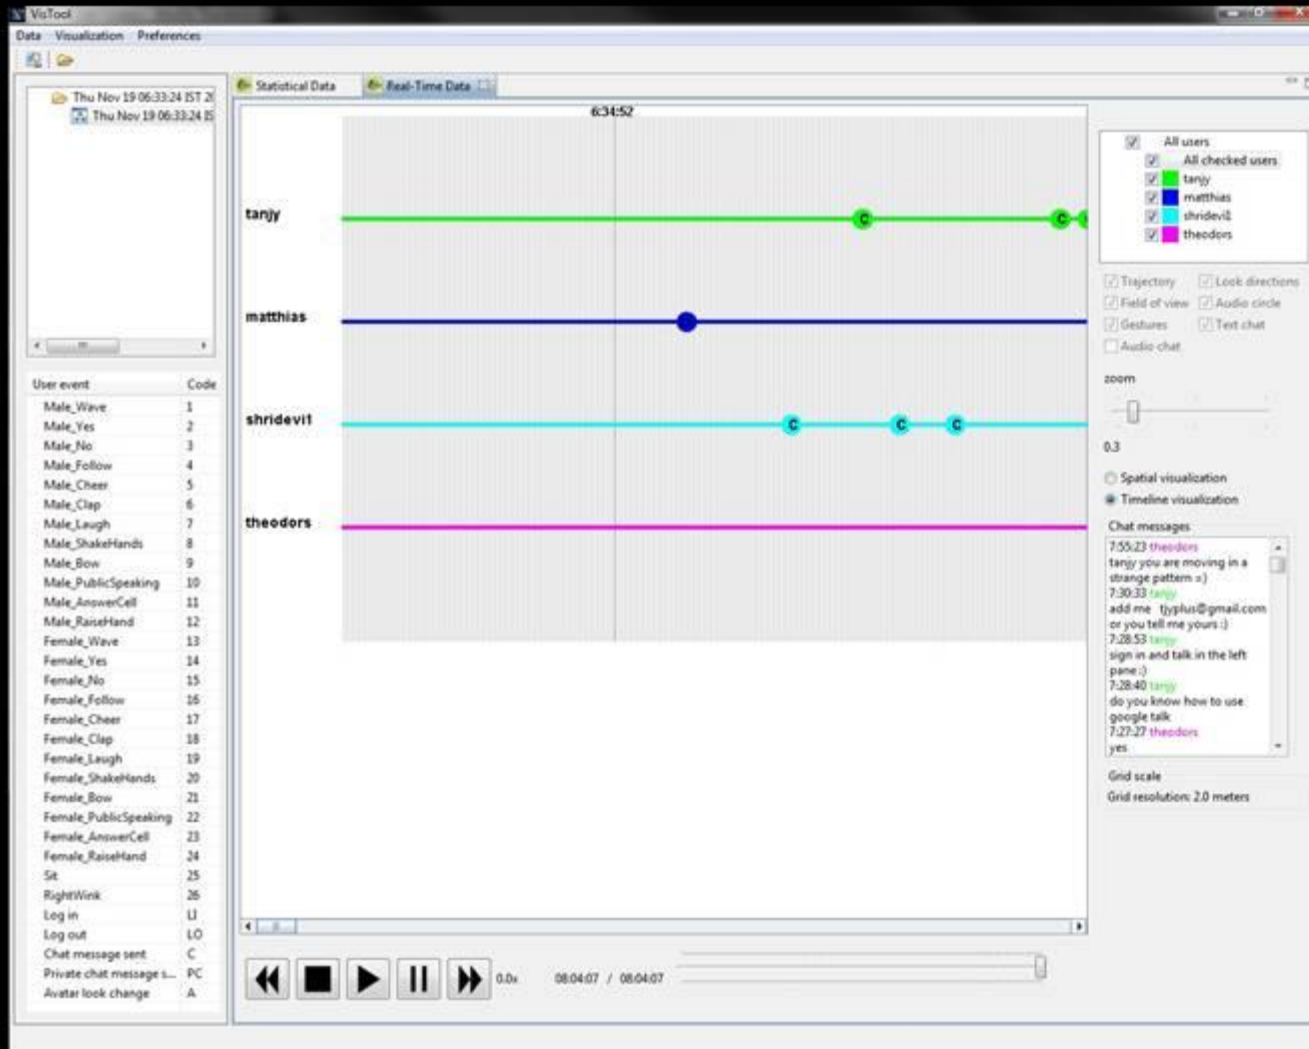 VisTool
Data Visualization Preferences
Thu Nov 19 06:33:24 IST 2
Thu Nov 19 06:33:24 IS
Statistical Data Real-Time Data
6:34:52
tanjy C C
matthias
shridevi1 C C C
theodors
User event Code
Male_Wave 1
Male_Yes 2
Male_No 3
Male_Follow 4
Male_Cheer 5
Male_Clap 6
Male_Laugh 7
Male_ShakeHands 8
Male_Bow 9
Male_PublicSpeaking 10
Male_AnswerCell 11
Male_RaiseHand 12
Female_Wave 13
Female_Yes 14
Female_No 15
Female_Follow 16
Female_Cheer 17
Female_Clap 18
Female_Laugh 19
Female_ShakeHands 20
Female_Bow 21
Female_PublicSpeaking 22
Female_AnswerCell 23
Female_RaiseHand 24
Sit 25
RightWink 26
Log in LI
Log out LO
Chat message sent C
Private chat message s... PC
Avatar look change A
0.0x 08:04:07 / 08:04:07
All users
All checked users
tanjy
matthias
shridevi1
theodors
Trajectory Look directions
Field of view Audio circle
Gestures Text chat
Audio chat
zoom
0.3
Spatial visualization
Timeline visualization
Chat messages
7:55:23 theodors
tanjy you are moving in a
strange pattern =)
7:30:33 tanjy
add me tjyplus@gmail.com
or you tell me yours :)
7:28:53 tanjy
sign in and talk in the left
pane :)
7:28:40 tanjy
do you know how to use
google talk
7:27:27 theodors
yes
Grid scale
Grid resolution: 2.0 meters